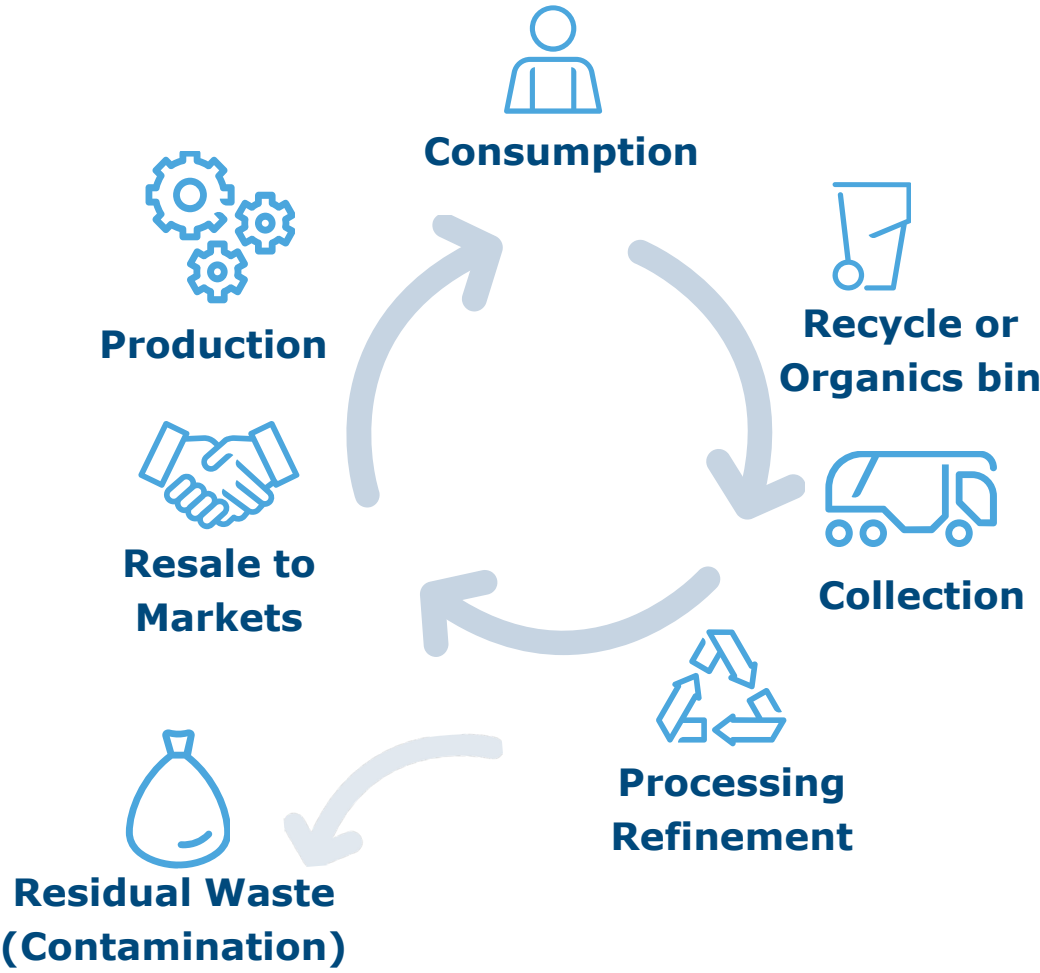 Consumption
Recycle or
Organics bin
Collection
Processing
Refinement
Residual Waste
(Contamination)
Resale to
Markets
Production